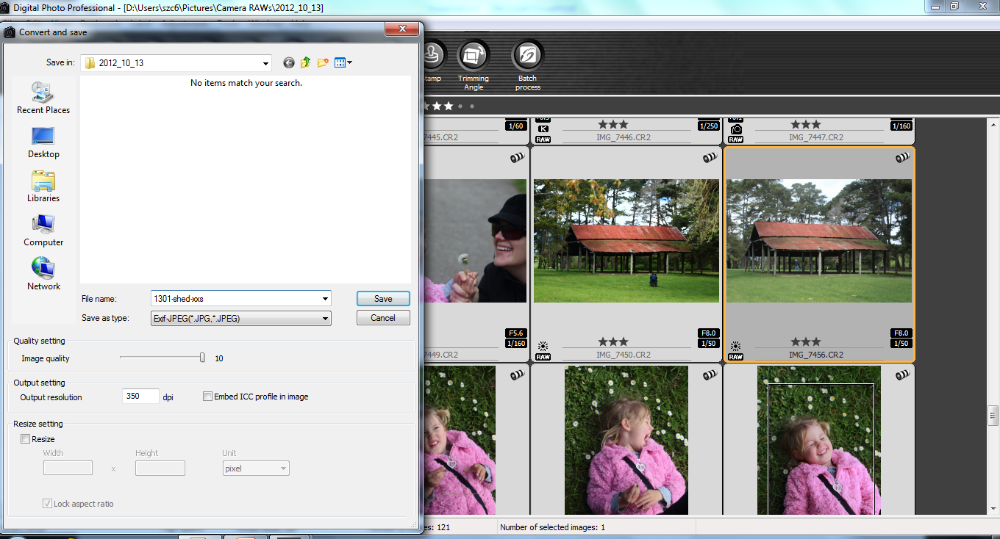 Digital Photo Professional - [D:\Users\szc6\Pictures\Camera RAWs\2012_10_13]
Convert and save
Save in:
2012_10_13
No items match your search.
Recent Places
Desktop
Libraries
Computer
Network
File name:
1301-shed-xxs
Save
Save as type:
Exif-JPEG(*.JPG,*.JPEG)
Cancel
Quality setting
Image quality
10
Output setting
Output resolution
350
dpi
Embed ICC profile in image
Resize setting
Resize
Width
Height
Unit
x
pixel
Lock aspect ratio
tamp
Trimming
Angle
Batch
process
1/60
RAW
7445.CR2
K
1/250
RAW
IMG_7446.CR2
1/160
RAW
IMG_7447.CR2
F5.6
1/160
7449.CR2
F8.0
1/50
RAW
IMG_7450.CR2
F8.0
1/50
RAW
IMG_7456.CR2
es: 121
Number of selected images: 1